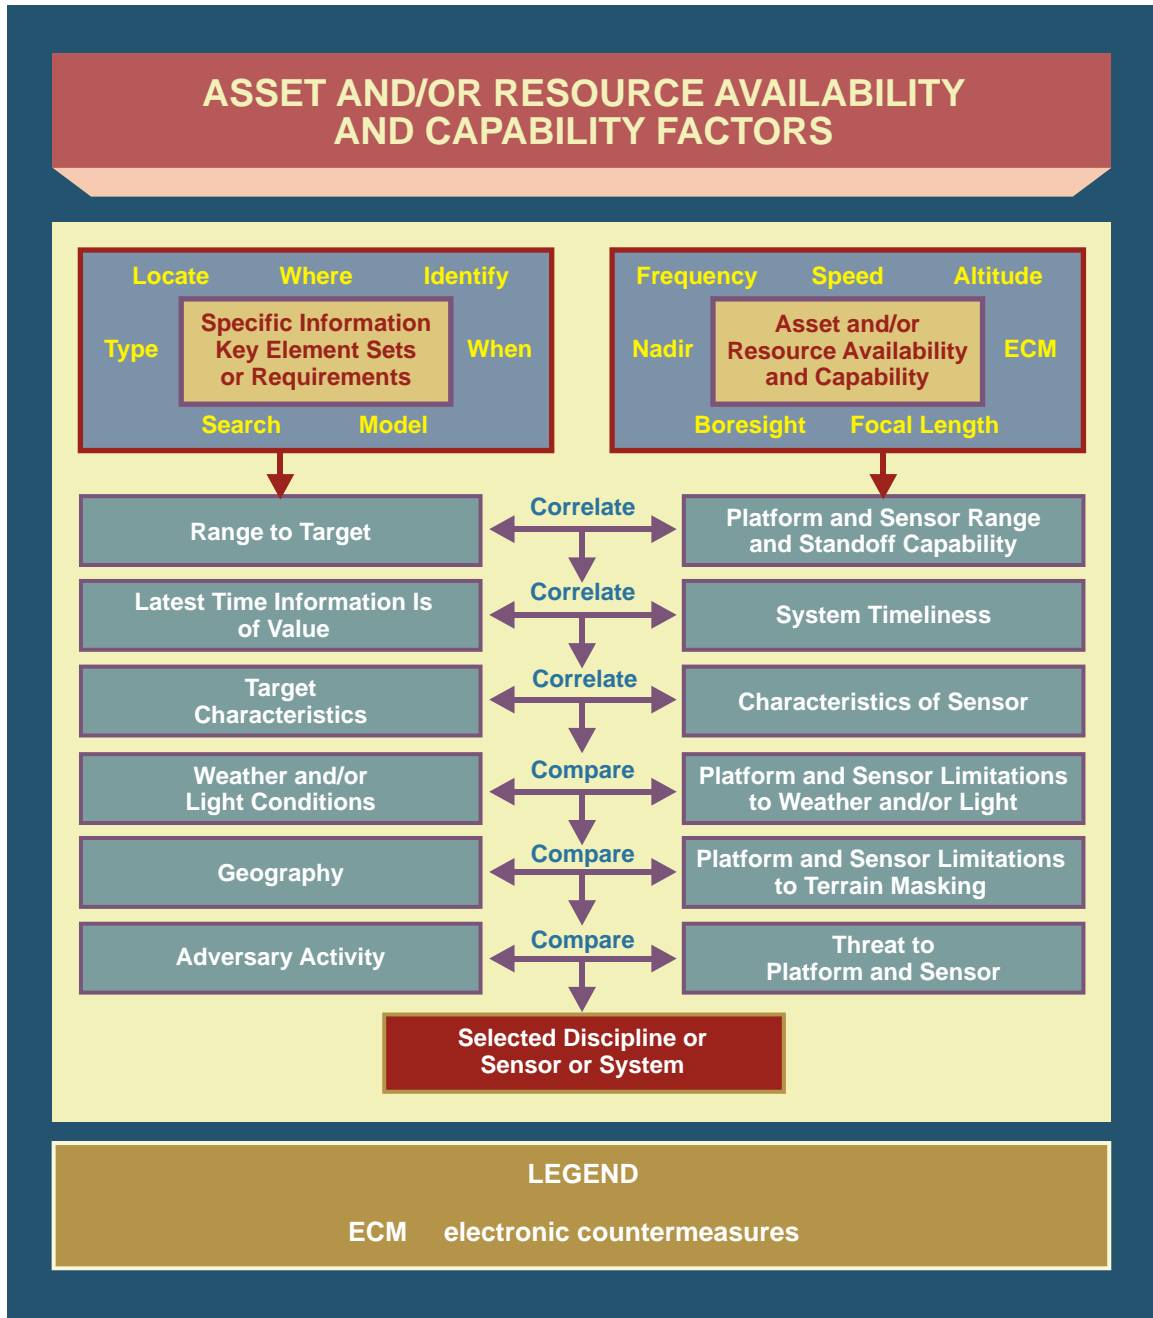 ASSET AND/OR RESOURCE AVAILABILITY
AND CAPABILITY FACTORS
Locate Where Identify
Type
Specific Information
Key Element Sets
or Requirements
When
Search Model
Frequency Speed Altitude
Nadir
Asset and/or
Resource Availability
and Capability
ECM
Boresight Focal Length
Range to Target
Correlate
Platform and Sensor Range
and Standoff Capability
Latest Time Information Is
of Value
Correlate
System Timeliness
Target
Characteristics
Correlate
Characteristics of Sensor
Weather and/or
Light Conditions
Compare
Platform and Sensor Limitations
to Weather and/or Light
Geography
Compare
Platform and Sensor Limitations
to Terrain Masking
Adversary Activity
Compare
Threat to
Platform and Sensor
Selected Discipline or
Sensor or System
LEGEND
ECM electronic countermeasures